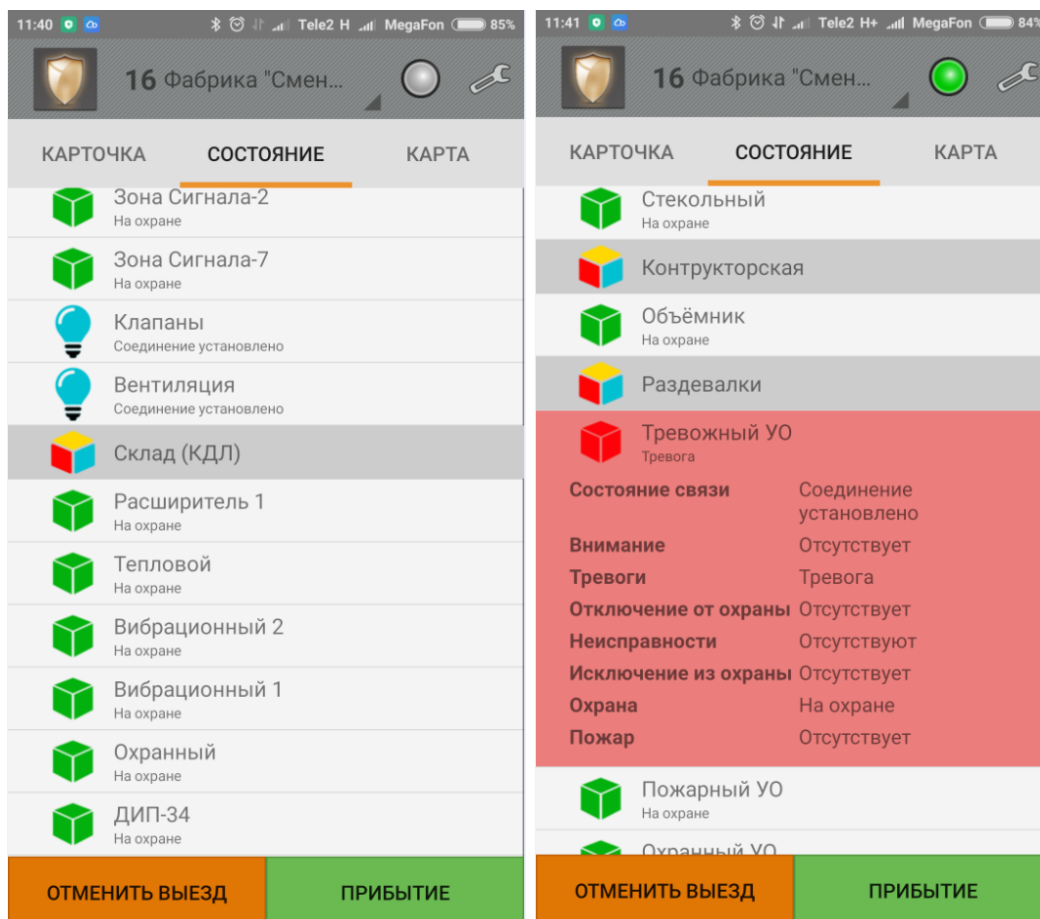 11:40 Tele2 H MegaFon 85%
16 Фабрика "Смен...
КАРТОЧКА СОСТОЯНИЕ КАРТА
Зона Сигнала-2
На охране
Зона Сигнала-7
На охране
Клапаны
Соединение установлено
Вентиляция
Соединение установлено
Склад (КДЛ)
Расширитель 1
На охране
Тепловой
На охране
Вибрационный 2
На охране
Вибрационный 1
На охране
Охранный
На охране
ДИП-34
На охране
ОТМЕНИТЬ ВЫЕЗД ПРИБЫТИЕ
11:41 Tele2 H+ MegaFon 84%
16 Фабрика "Смен...
КАРТОЧКА СОСТОЯНИЕ КАРТА
Стекольный
На охране
Контрукторская
Объёмник
На охране
Раздевалки
Тревожный УО
Тревога
Состояние связи Соединение
установлено
Внимание Отсутствует
Тревоги Тревога
Отключение от охраны Отсутствует
Неисправности Отсутствуют
Исключение из охраны Отсутствует
Охрана На охране
Пожар Отсутствует
Пожарный УО
На охране
Охранный УО
ОТМЕНИТЬ ВЫЕЗД ПРИБЫТИЕ